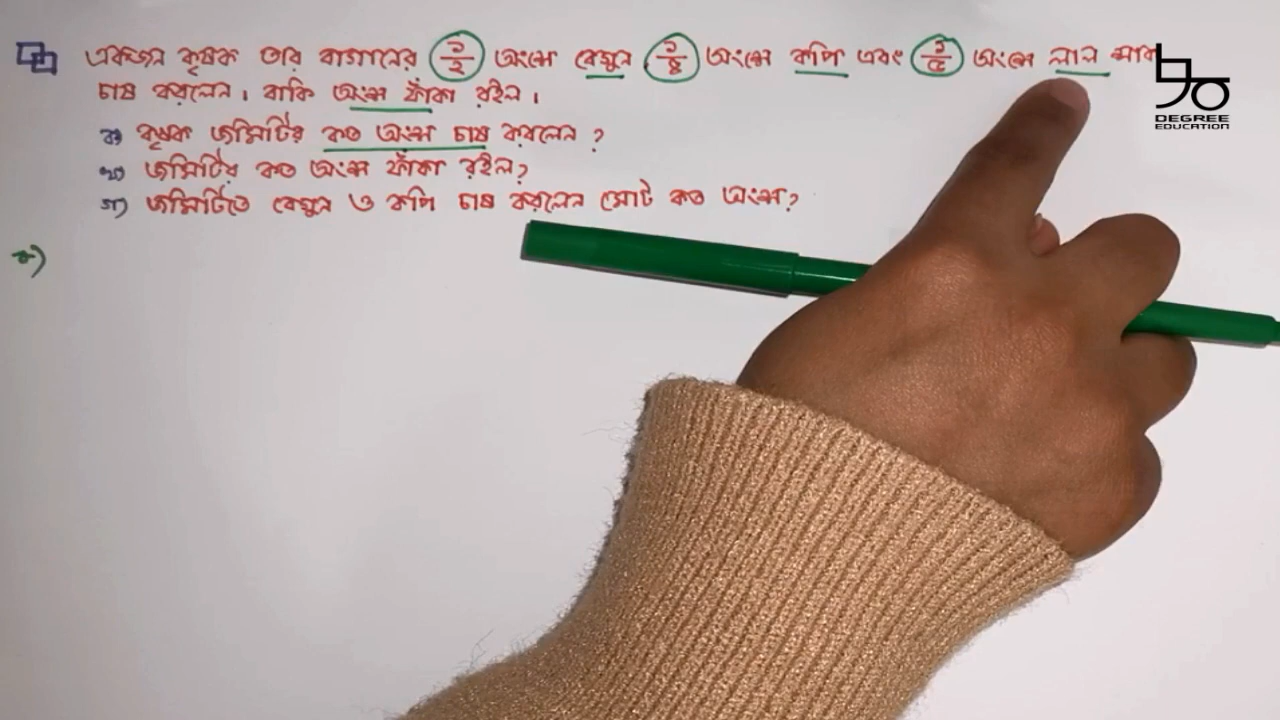 একজন কৃষক তার বাগানের ১/২ অংশে বেগুন ১/৪ অংশে কপি এবং ১/৫ অংশে লাল
চাষ করলেন। বাকি অংশ ফাঁকা রইল।
ক) কৃষক জমিটির কত অংশ চাষ করলেন?
খ) জমিটির কত অংশ ফাঁকা রইল?
গ) জমিটিতে বেগুন ও কপি চাষ করলেন মোট কত অংশ?
ক)
DEGREE
EDUCATION